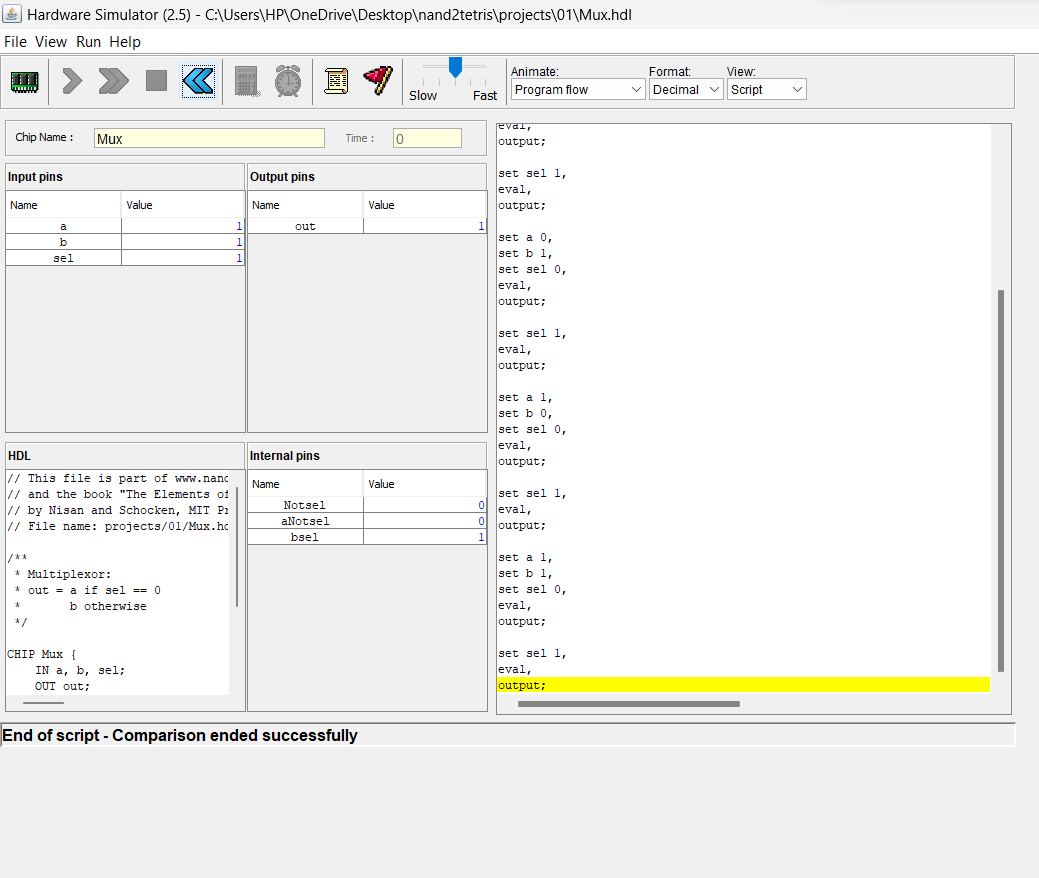 Hardware Simulator (2.5) - C:\Users\HP\OneDrive\Desktop\nand2tetris\projects\01\Mux.hdl
File View Run Help
Slow Fast
Animate: Format: View:
Program flow Decimal Script
Chip Name : Mux Time : 0
Input pins
Name Value
a 1
b 1
sel 1
Output pins
Name Value
out 1
HDL
// This file is part of www.nand
// and the book "The Elements of
// by Nisan and Schocken, MIT Pr
// File name: projects/01/Mux.hd
/**
* Multiplexor:
* out = a if sel == 0
* b otherwise
*/
CHIP Mux {
IN a, b, sel;
OUT out;
Internal pins
Name Value
Notsel 0
aNotsel 0
bsel 1
eval,
output;
set sel 1,
eval,
output;
set a 0,
set b 1,
set sel 0,
eval,
output;
set sel 1,
eval,
output;
set a 1,
set b 0,
set sel 0,
eval,
output;
set sel 1,
eval,
output;
set a 1,
set b 1,
set sel 0,
eval,
output;
set sel 1,
eval,
output;
End of script - Comparison ended successfully